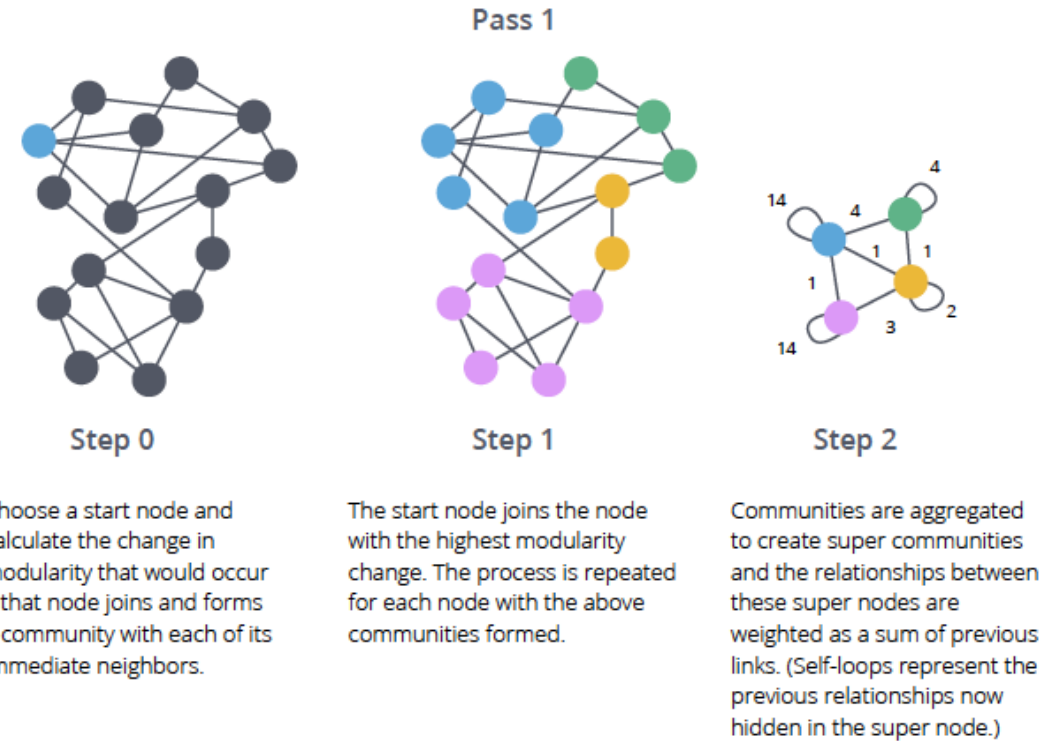 Pass 1
14
4
4
1
1
1
2
3
14
Step 0
Step 1
Step 2
hoose a start node and
alculate the change in
nodularity that would occur
that node joins and forms
community with each of its
mmediate neighbors.
The start node joins the node
with the highest modularity
change. The process is repeated
for each node with the above
communities formed.
Communities are aggregated
to create super communities
and the relationships between
these super nodes are
weighted as a sum of previous
links. (Self-loops represent the
previous relationships now
hidden in the super node.)